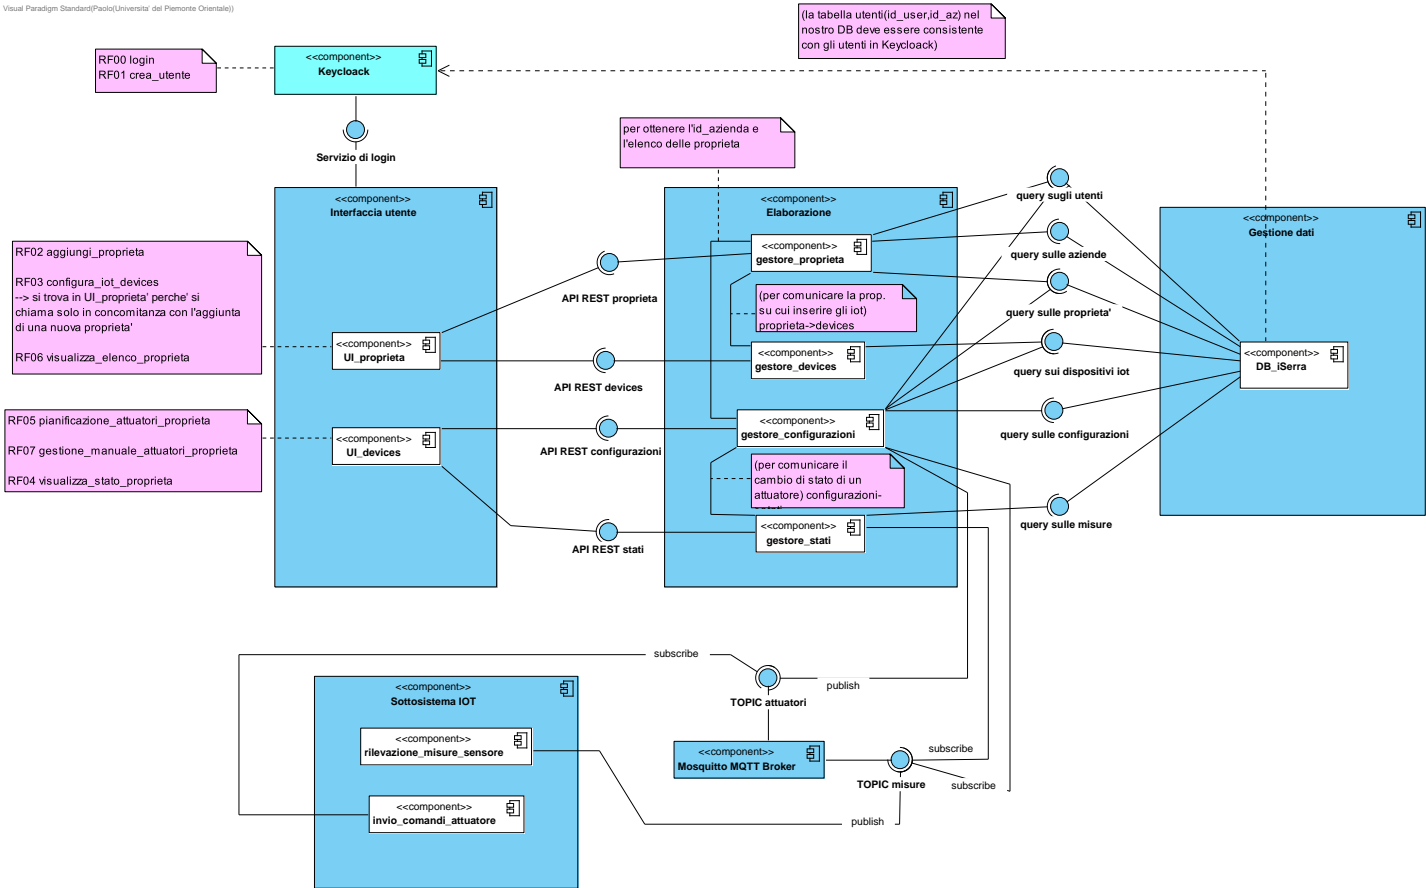 Visual Paradigm Standard(Paolo(Universita' del Piemonte Orientale))
(la tabella utenti(id_user,id_az) nel
nostro DB deve essere consistente
con gli utenti in Keycloack)
RF00 login
RF01 crea_utente
<<component>>
Keycloack
per ottenere l'id_azienda e
l'elenco delle proprieta
Servizio di login
<<component>>
Interfaccia utente
<<component>>
Elaborazione
query sugli utenti
<<component>>
Gestione dati
RF02 aggiungi_proprieta
RF03 configura_iot_devices
--> si trova in UI_proprieta' perche' si
chiama solo in concomitanza con l'aggiunta
di una nuova proprieta'
RF06 visualizza_elenco_proprieta
<<component>>
gestore_proprieta
query sulle aziende
API REST proprieta
(per comunicare la prop.
su cui inserire gli iot)
proprieta->devices
query sulle proprieta'
<<component>>
UI_proprieta
API REST devices
<<component>>
gestore_devices
query sui dispositivi iot
<<component>>
DB_iSerra
RF05 pianificazione_attuatori_proprieta
RF07 gestione_manuale_attuatori_proprieta
RF04 visualizza_stato_proprieta
<<component>>
UI_devices
API REST configurazioni
<<component>>
gestore_configurazioni
query sulle configurazioni
(per comunicare il
cambio di stato di un
attuatore) configurazioni-
API REST stati
<<component>>
gestore_stati
query sulle misure
subscribe
publish
TOPIC attuatori
<<component>>
Sottosistema IOT
<<component>>
rilevazione_misure_sensore
<<component>>
Mosquitto MQTT Broker
subscribe
TOPIC misure
subscribe
<<component>>
invio_comandi_attuatore
publish